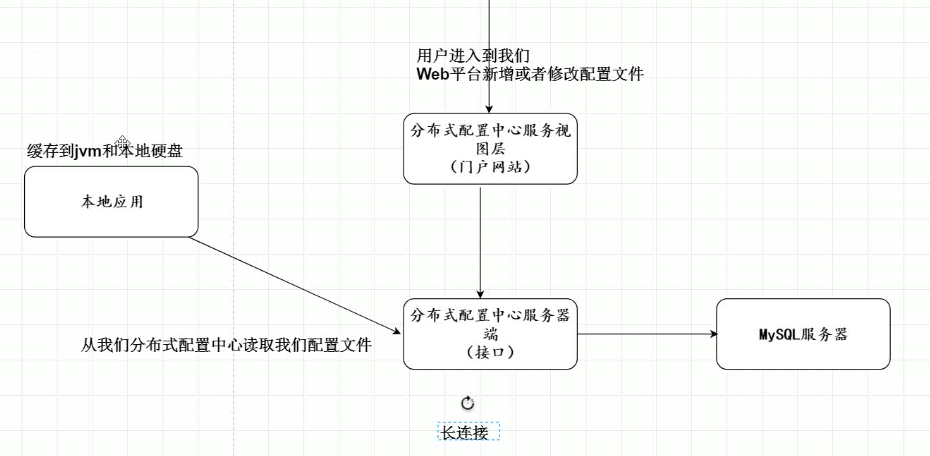 用户进入到我们
Web平台新增或者修改配置文件
分布式配置中心服务视
图层
（门户网站）
缓存到jvm和本地硬盘
本地应用
分布式配置中心服务器
端
（接口）
MySQL服务器
从我们分布式配置中心读取我们配置文件
长连接